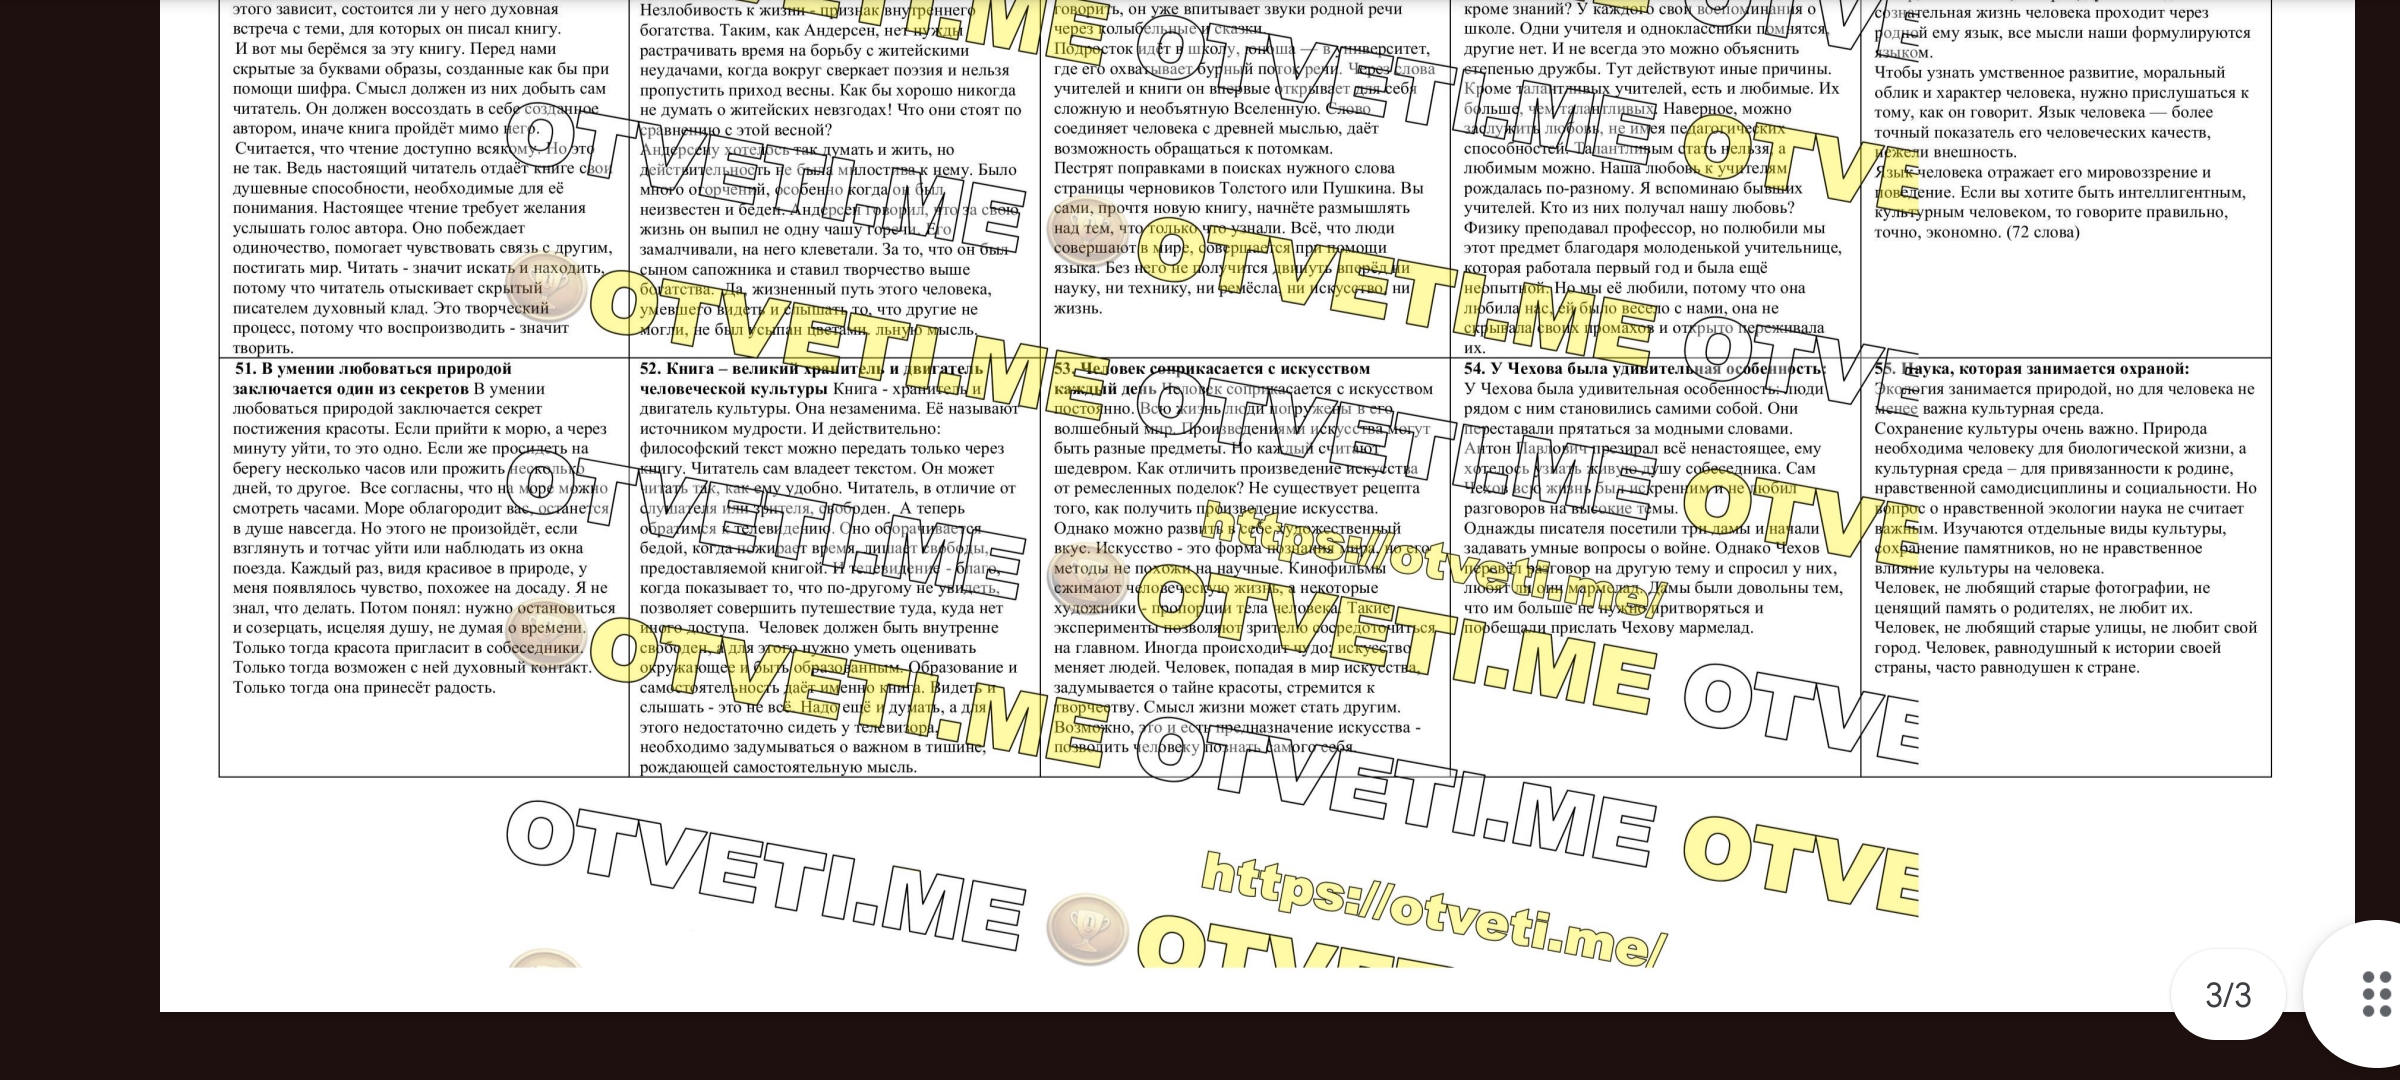 этого зависит, состоится ли у него духовная
встреча с теми, для которых он писал книгу.
И вот мы берёмся за эту книгу. Перед нами
скрытые за буквами образы, созданные как бы при
помощи шифра. Смысл должен из них добыть сам
читатель. Он должен воссоздать в себе созданное
автором, иначе книга пройдёт мимо него.
Считается, что чтение доступно всякому. Но это
не так. Ведь настоящий читатель отдаёт книге свои
душевные способности, необходимые для её
понимания. Настоящее чтение требует желания
услышать голос автора. Оно побеждает
одиночество, помогает чувствовать связь с другим,
постигать мир. Читать - значит искать и находить,
потому что читатель отыскивает скрытый
писателем духовный клад. Это творческий
процесс, потому что воспроизводить - значит
творить.
Незлобивость к жизни - признак внутреннего
богатства. Таким, как Андерсен, нет нужды
растрачивать время на борьбу с житейскими
неудачами, когда вокруг сверкает поэзия и нельзя
пропустить приход весны. Как бы хорошо никогда
не думать о житейских невзгодах! Что они стоят по
сравнению с этой весной?
Андерсену хотелось так думать и жить, но
действительность не была милостива к нему. Было
много огорчений, особенно когда он был
неизвестен и беден. Андерсен говорил, что за свою
жизнь он выпил не одну чашу горечи. Его
замалчивали, на него клеветали. За то, что он был
сыном сапожника и ставил творчество выше
богатства. Да, жизненный путь этого человека,
умевшего видеть и слышать то, что другие не
могли, не был усыпан цветами. льную мысль.
говорить, он уже впитывает звуки родной речи
через колыбельные и сказки.
Подросток идёт в школу, юноша — в университет,
где его охватывает бурный поток речи. Через слова
учителей и книги он впервые открывает для себя
сложную и необъятную Вселенную. Слово
соединяет человека с древней мыслью, даёт
возможность обращаться к потомкам.
Пестрят поправками в поисках нужного слова
страницы черновиков Толстого или Пушкина. Вы
сами, прочтя новую книгу, начнёте размышлять
над тем, что только что узнали. Всё, что люди
совершают в мире, совершается при помощи
языка. Без него не получится двинуть вперёд ни
науку, ни технику, ни ремёсла, ни искусство, ни
жизнь.
кроме знаний? У каждого свои воспоминания о
школе. Одни учителя и одноклассники помнятся,
другие нет. И не всегда это можно объяснить
степенью дружбы. Тут действуют иные причины.
Кроме талантливых учителей, есть и любимые. Их
больше, чем талантливых. Наверное, можно
заслужить любовь, не имея педагогических
способностей. Талантливым стать нельзя, а
любимым можно. Наша любовь к учителям
рождалась по-разному. Я вспоминаю бывших
учителей. Кто из них получал нашу любовь?
Физику преподавал профессор, но полюбили мы
этот предмет благодаря молоденькой учительнице,
которая работала первый год и была ещё
неопытной. Но мы её любили, потому что она
любила нас, ей было весело с нами, она не
скрывала своих промахов и открыто переживала
их.
сознательная жизнь человека проходит через
родной ему язык, все мысли наши формулируются
языком.
Чтобы узнать умственное развитие, моральный
облик и характер человека, нужно прислушаться к
тому, как он говорит. Язык человека — более
точный показатель его человеческих качеств,
нежели внешность.
Язык человека отражает его мировоззрение и
поведение. Если вы хотите быть интеллигентным,
культурным человеком, то говорите правильно,
точно, экономно. (72 слова)
51. В умении любоваться природой
заключается один из секретов В умении
любоваться природой заключается секрет
постижения красоты. Если прийти к морю, а через
минуту уйти, то это одно. Если же просидеть на
берегу несколько часов или прожить несколько
дней, то другое. Все согласны, что на море можно
смотреть часами. Море облагородит вас, останется
в душе навсегда. Но этого не произойдёт, если
взглянуть и тотчас уйти или наблюдать из окна
поезда. Каждый раз, видя красивое в природе, у
меня появлялось чувство, похожее на досаду. Я не
знал, что делать. Потом понял: нужно остановиться
и созерцать, исцеляя душу, не думая о времени.
Только тогда красота пригласит в собеседники.
Только тогда возможен с ней духовный контакт.
Только тогда она принесёт радость.
52. Книга – великий хранитель и двигатель
человеческой культуры Книга - хранитель и
двигатель культуры. Она незаменима. Её называют
источником мудрости. И действительно:
философский текст можно передать только через
книгу. Читатель сам владеет текстом. Он может
читать так, как ему удобно. Читатель, в отличие от
слушателя или зрителя, свободен. А теперь
обратимся к телевидению. Оно оборачивается
бедой, когда пожирает время, лишает свободы,
предоставляемой книгой. И телевидение - благо,
когда показывает то, что по-другому не увидеть,
позволяет совершить путешествие туда, куда нет
иного доступа. Человек должен быть внутренне
свободен, а для этого нужно уметь оценивать
окружающее и быть образованным. Образование и
самостоятельность даёт именно книга. Видеть и
слышать - это не всё. Надо ещё и думать, а для
этого недостаточно сидеть у телевизора,
необходимо задумываться о важном в тишине,
рождающей самостоятельную мысль.
53. Человек соприкасается с искусством
каждый день Человек соприкасается с искусством
постоянно. Всю жизнь люди погружены в его
волшебный мир. Произведениями искусства могут
быть разные предметы. Но каждый считают
шедевром. Как отличить произведение искусства
от ремесленных поделок? Не существует рецепта
того, как получить произведение искусства.
Однако можно развить в себе художественный
вкус. Искусство - это форма познания мира, но его
методы не похожи на научные. Кинофильмы
сжимают человеческую жизнь, а некоторые
художники - пропорции тела человека. Такие
эксперименты позволяют зрителю сосредоточиться
на главном. Иногда происходит чудо: искусство
меняет людей. Человек, попадая в мир искусства,
задумывается о тайне красоты, стремится к
творчеству. Смысл жизни может стать другим.
Возможно, это и есть предназначение искусства -
позволить человеку познать самого себя.
54. У Чехова была удивительная особенность:
У Чехова была удивительная особенность: люди
рядом с ним становились самими собой. Они
переставали прятаться за модными словами.
Антон Павлович презирал всё ненастоящее, ему
хотелось узнать живую душу собеседника. Сам
Чехов всю жизнь был искренним и не любил
разговоров на высокие темы.
Однажды писателя посетили три дамы и начали
задавать умные вопросы о войне. Однако Чехов
перевёл разговор на другую тему и спросил у них,
любят ли они мармелад. Дамы были довольны тем,
что им больше не нужно притворяться и
пообещали прислать Чехову мармелад.
55. Наука, которая занимается охраной:
Экология занимается природой, но для человека не
менее важна культурная среда.
Сохранение культуры очень важно. Природа
необходима человеку для биологической жизни, а
культурная среда – для привязанности к родине,
нравственной самодисциплины и социальности. Но
вопрос о нравственной экологии наука не считает
важным. Изучаются отдельные виды культуры,
сохранение памятников, но не нравственное
влияние культуры на человека.
Человек, не любящий старые фотографии, не
ценящий память о родителях, не любит их.
Человек, не любящий старые улицы, не любит свой
город. Человек, равнодушный к истории своей
страны, часто равнодушен к стране.
OTVETI.ME
OTVETI.ME
OTVETI.ME
OTVETI.ME
OTVETI.ME
OTVETI.ME
OTVETI.ME
OTVETI.ME
OTVETI.ME
OTVETI.ME
https://otveti.me/
https://otveti.me/
3/3